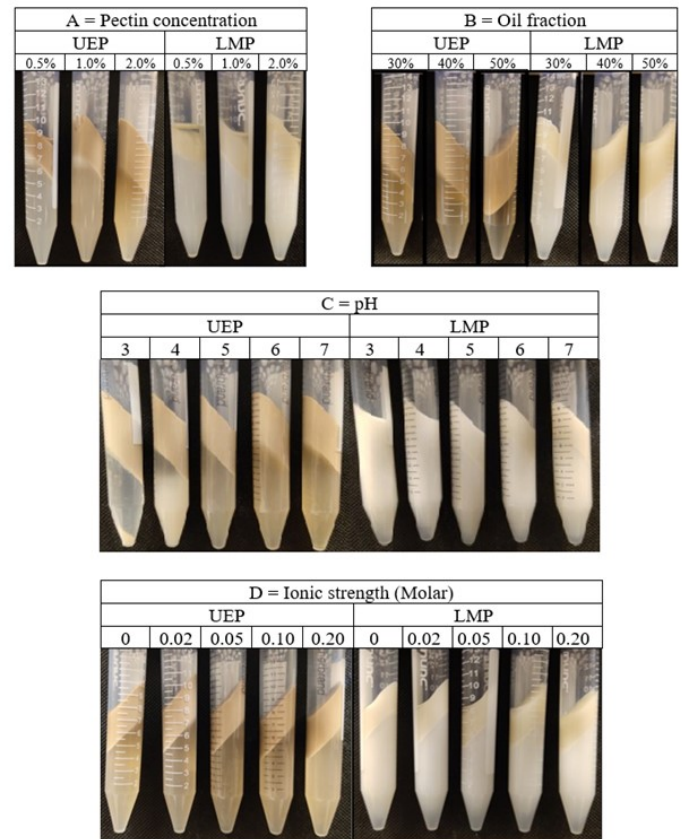 A = Pectin concentration
UEP LMP
0.5% 1.0% 2.0% 0.5% 1.0% 2.0%
B = Oil fraction
UEP LMP
30% 40% 50% 30% 40% 50%
C = pH
UEP LMP
3 4 5 6 7 3 4 5 6 7
D = Ionic strength (Molar)
UEP LMP
0 0.02 0.05 0.10 0.20 0 0.02 0.05 0.10 0.20